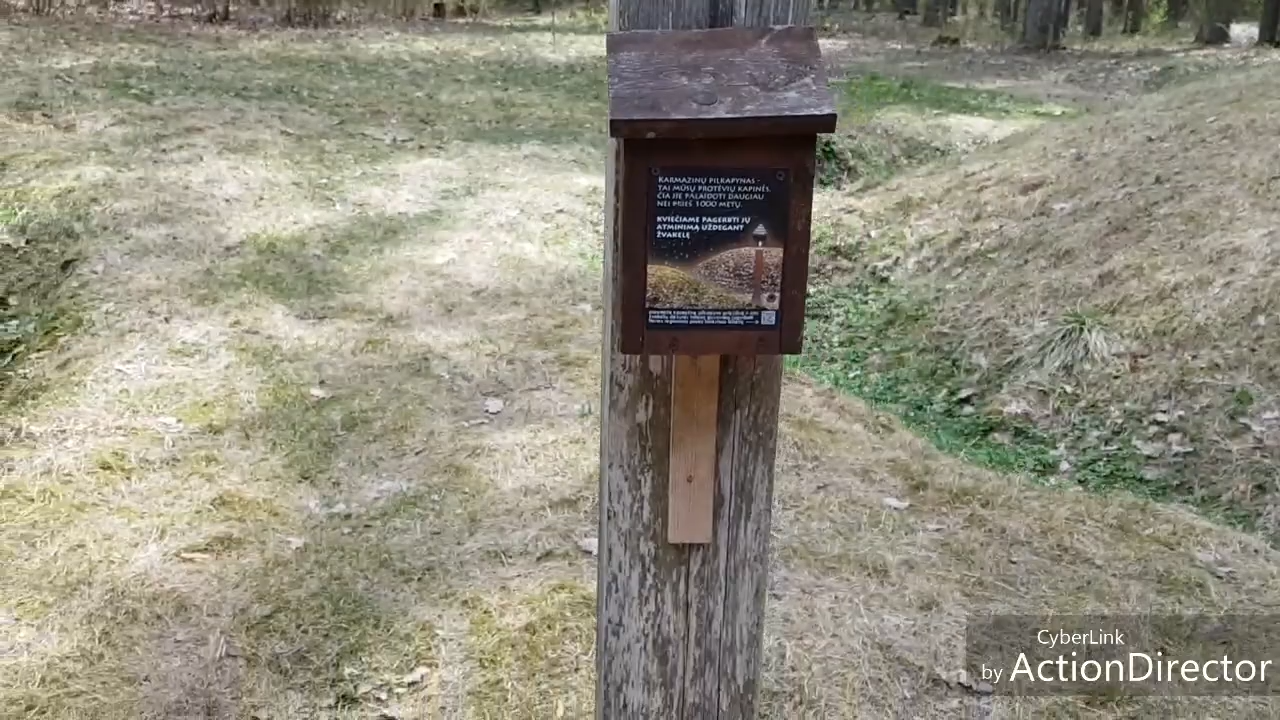 KARMAZINŲ PILKAPYNAS -
TAI MŪSŲ PROTĖVIŲ KAPINĖS.
ČIA JIE PALAIDOTI DAUGIAU
NEI PRIEŠ 1000 METŲ.
KVIEČIAME PAGERBTI JŲ
ATMINIMĄ UŽDEGANT
ŽVAKELĘ
CyberLink
by ActionDirector